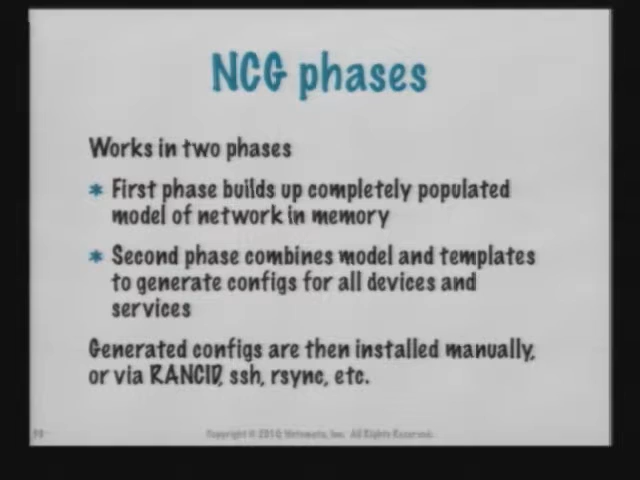 NCG phases
Works in two phases
* First phase builds up completely populated
model of network in memory
* Second phase combines model and templates
to generate configs for all devices and
services
Generated configs are then installed manually,
or via RANCID, ssh, rsync, etc.
Copyright © 2010, Netomata, Inc. All Rights Reserved.